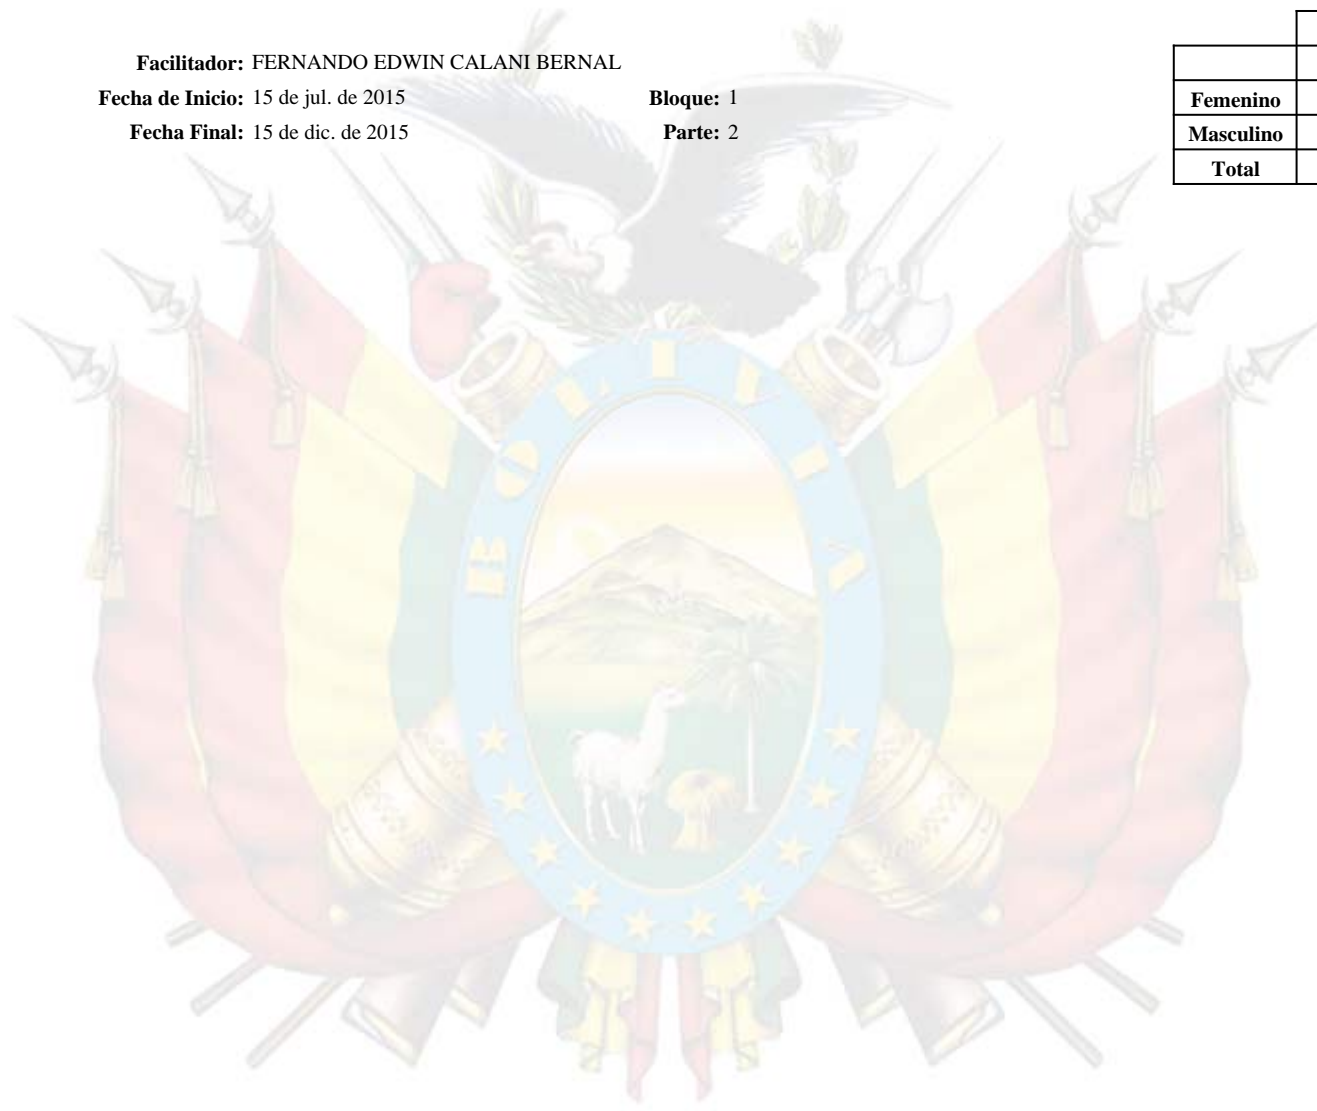 Facilitador: FERNANDO EDWIN CALANI BERNAL
Fecha de Inicio: 15 de jul. de 2015 Bloque: 1
Fecha Final: 15 de dic. de 2015 Parte: 2
Femenino
Masculino
Total
BOLIVIA